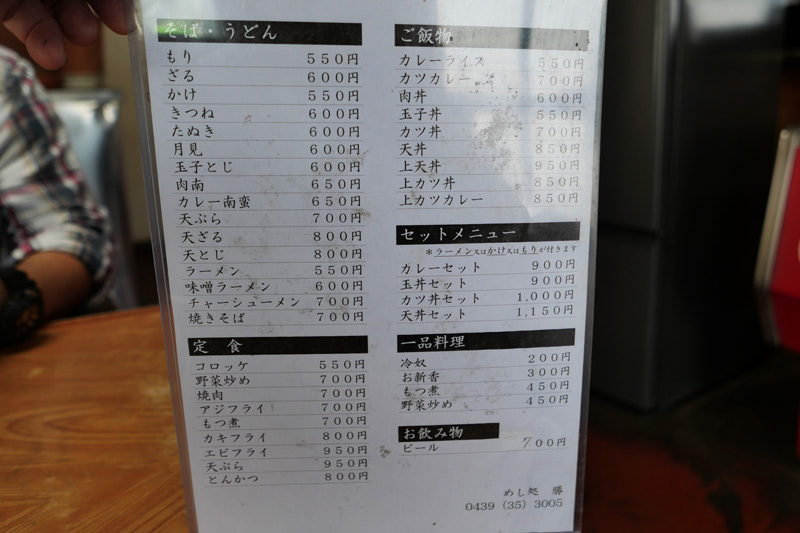 そば・うどん
もり 550円
ざる 600円
かけ 550円
きつね 600円
たぬき 600円
月見 600円
玉子とじ 600円
肉南 650円
カレー南蛮 650円
天ぷら 700円
天ざる 800円
天とじ 800円
ラーメン 550円
味噌ラーメン 600円
チャーシューメン 700円
焼きそば 700円
定 食
コロッケ 550円
野菜炒め 700円
焼肉 700円
アジフライ 700円
もつ煮 700円
カキフライ 800円
エビフライ 950円
天ぷら 950円
とんかつ 800円
ご飯物
カレーライス 550円
カツカレー 700円
肉丼 600円
玉子丼 550円
カツ丼 700円
天丼 850円
上天丼 950円
上カツ丼 850円
上カツカレー 850円
セットメニュー
*ラーメン又はかけ又はもりが付きます
カレーセット 900円
玉丼セット 900円
カツ丼セット 1,000円
天丼セット 1,150円
一品料理
冷奴 200円
お新香 300円
もつ煮 450円
野菜炒め 450円
お飲み物
ビール 700円
めし処 勝
0439 (35) 3005